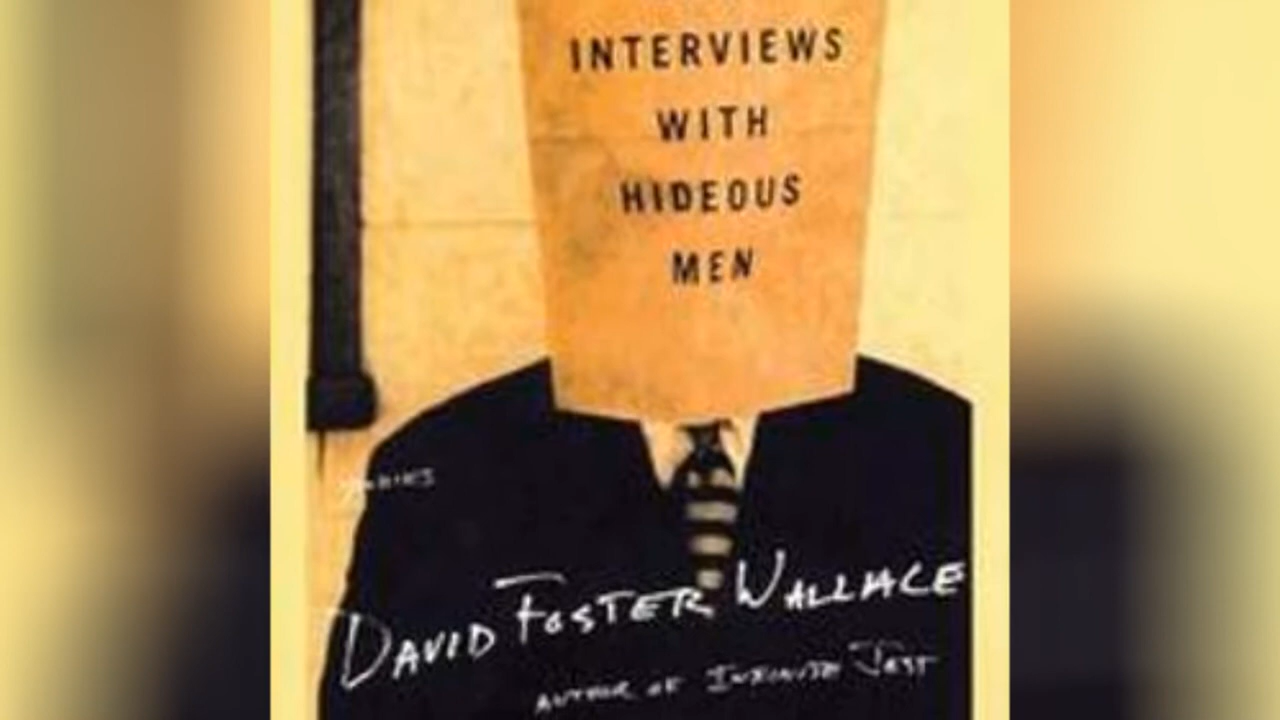 INTERVIEWS
WITH
HIDEOUS
MEN
DAVID FOSTER WALLACE
AUTHOR OF INFINITE JEST